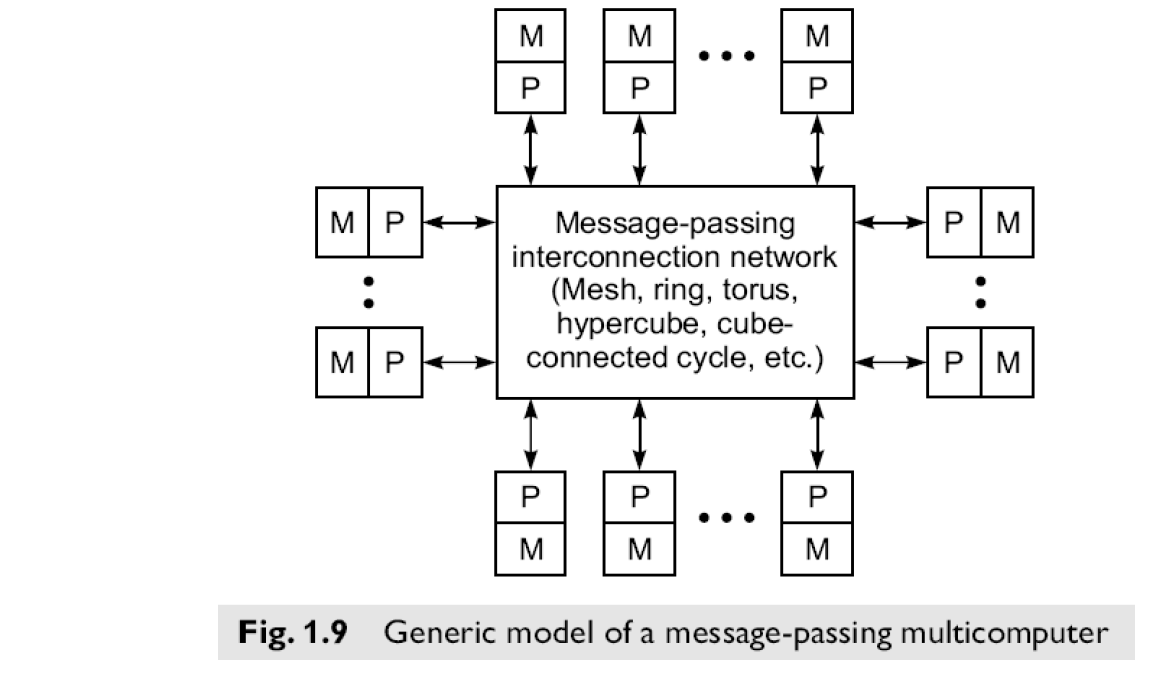 M M M
P P P
M P
P M
Message-passing
interconnection network
(Mesh, ring, torus,
hypercube, cube-
connected cycle, etc.)
M P
P M
P P P
M M M
Fig. 1.9 Generic model of a message-passing multicomputer